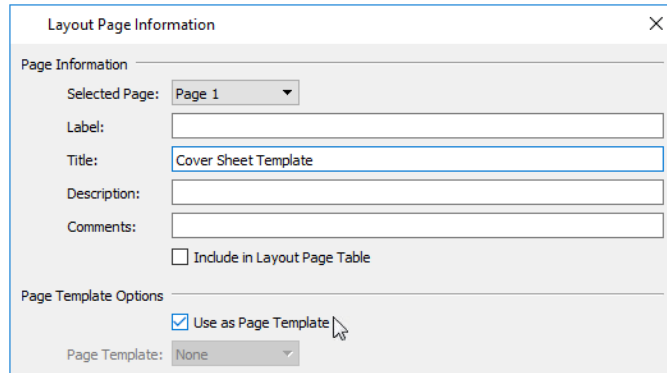 Layout Page Information
Page Information
Selected Page: Page 1
Label:
Title: Cover Sheet Template
Description:
Comments:
Include in Layout Page Table
Page Template Options
Use as Page Template
Page Template: None